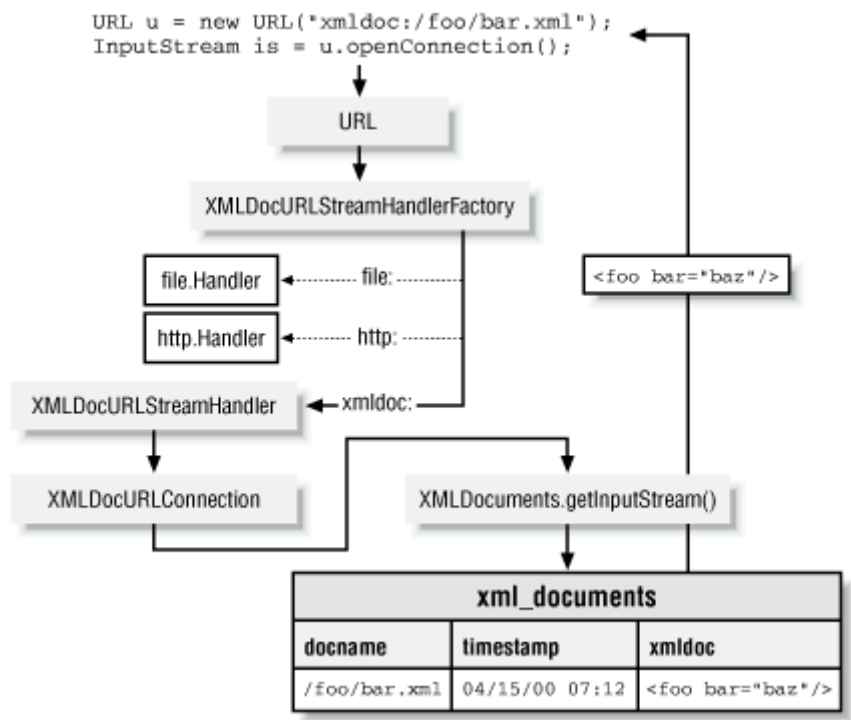 URL u = new URL("xmldoc:/foo/bar.xml");
InputStream is = u.openConnection();
URL
XMLDocURLStreamHandlerFactory
file.Handler
file:
<foo bar="baz"/>
http.Handler
http:
XMLDocURLStreamHandler
xmldoc:
XMLDocURLConnection
XMLDocuments.getInputStream()
xml_documents
docname timestamp xmldoc
/foo/bar.xml 04/15/00 07:12 <foo bar="baz"/>